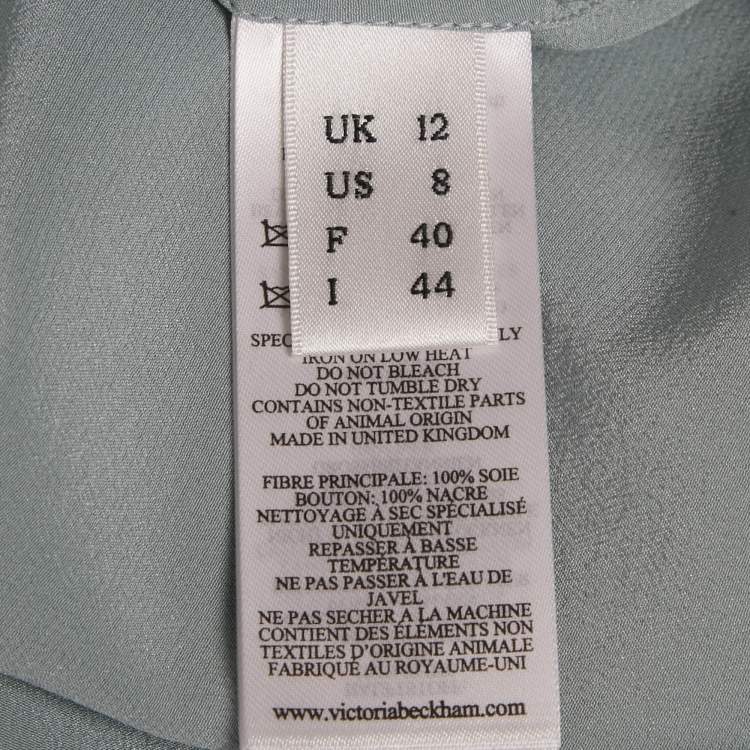 UK 12
US 8
F 40
I 44
IRON ON LOW HEAT
DO NOT BLEACH
DO NOT TUMBLE DRY
CONTAINS NON-TEXTILE PARTS
OF ANIMAL ORIGIN
MADE IN UNITED KINGDOM
FIBRE PRINCIPALE: 100% SOIE
BOUTON: 100% NACRE
NETTOYAGE À SEC SPÉCIALISÉ
UNIQUEMENT
REPASSER À BASSE
TEMPÉRATURE
NE PAS PASSER À L'EAU DE
JAVEL
NE PAS SECHER A LA MACHINE
CONTIENT DES ÉLÉMENTS NON
TEXTILES D'ORIGINE ANIMALE
FABRIQUÉ AU ROYAUME-UNI
www.victoriabeckham.com